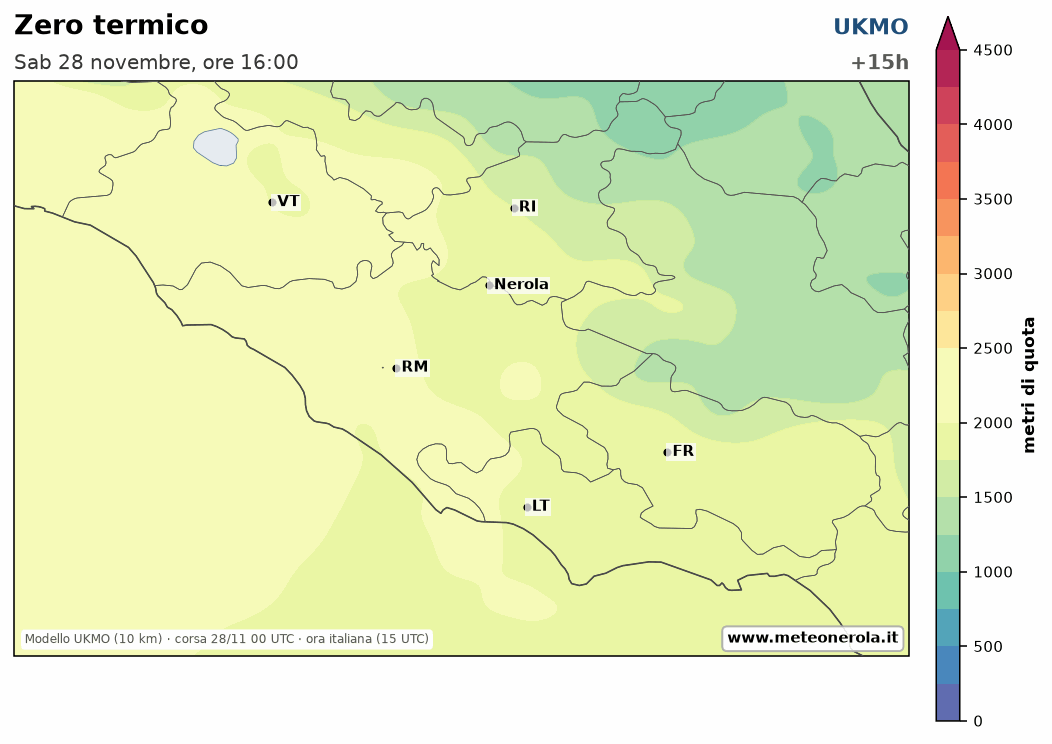 Zero termico
UKMO
Sab 28 novembre, ore 16:00
+15h
VT
RI
Nerola
RM
FR
LT
Modello UKMO (10 km) · corsa 28/11 00 UTC · ora italiana (15 UTC)
www.meteonerola.it
4500
4000
3500
3000
2500
2000
1500
1000
500
0
metri di quota